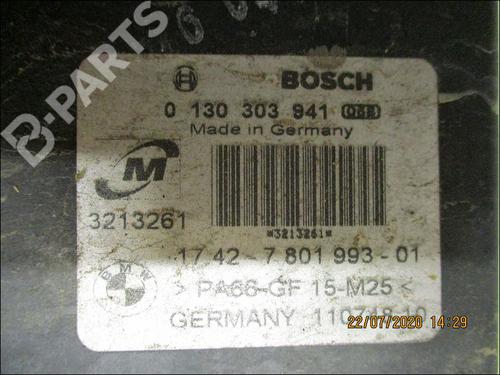 B-PARTS
BOSCH
0 130 303 941
Made in Germany
M
3213261
*3213261*
17 42 - 7 801 993 - 01
BMW
> PA66-GF 15-M25 <
GERMANY
22/07/2020 14:29